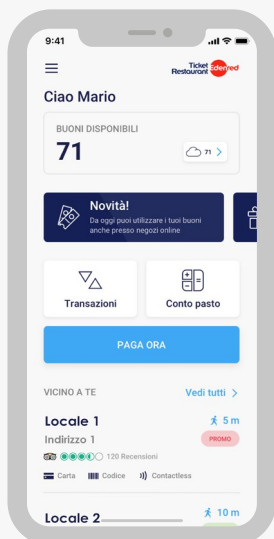 9:41
Ticket
Restaurant Edenred
Ciao Mario
BUONI DISPONIBILI
71
71 >
Novità!
Da oggi puoi utilizzare i tuoi buoni
anche presso negozi online
Transazioni
Conto pasto
PAGA ORA
VICINO A TE
Vedi tutti >
Locale 1
5 m
Indirizzo 1
PROMO
120 Recensioni
Carta
Codice
Contactless
Locale 2
10 m